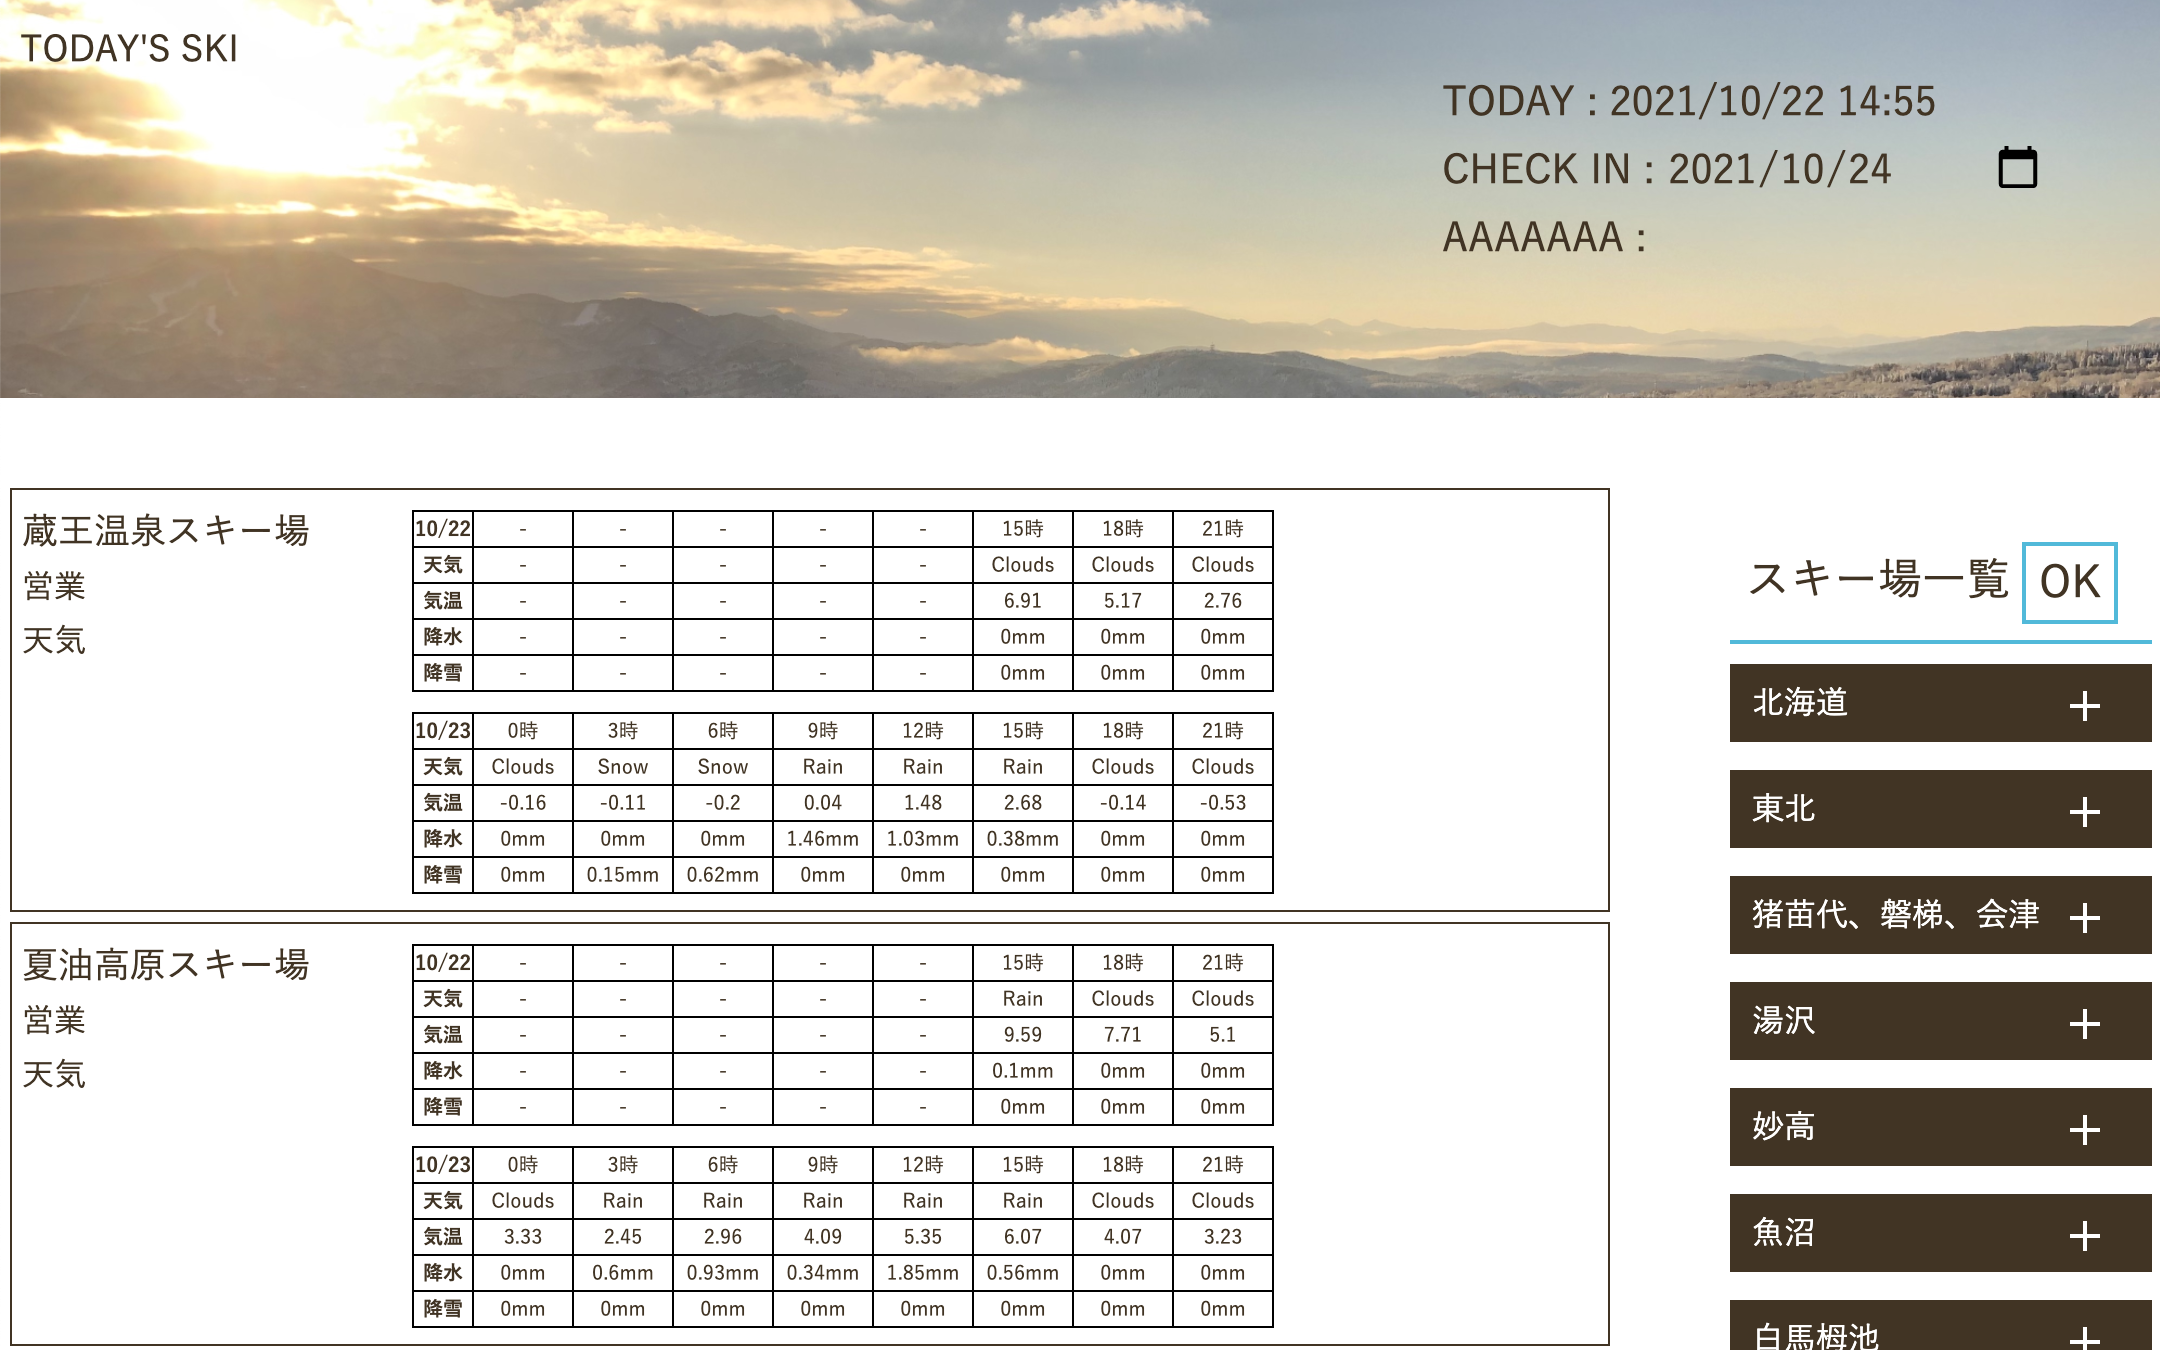 TODAY'S SKI
TODAY : 2021/10/22 14:55
CHECK IN : 2021/10/24
AAAAAAA :
蔵王温泉スキー場
営業
天気
10/22 - - - - - 15時 18時 21時
天気 - - - - - Clouds Clouds Clouds
気温 - - - - - 6.91 5.17 2.76
降水 - - - - - 0mm 0mm 0mm
降雪 - - - - - 0mm 0mm 0mm
10/23 0時 3時 6時 9時 12時 15時 18時 21時
天気 Clouds Snow Snow Rain Rain Rain Clouds Clouds
気温 -0.16 -0.11 -0.2 0.04 1.48 2.68 -0.14 -0.53
降水 0mm 0mm 0mm 1.46mm 1.03mm 0.38mm 0mm 0mm
降雪 0mm 0.15mm 0.62mm 0mm 0mm 0mm 0mm 0mm
夏油高原スキー場
営業
天気
10/22 - - - - - 15時 18時 21時
天気 - - - - - Rain Clouds Clouds
気温 - - - - - 9.59 7.71 5.1
降水 - - - - - 0.1mm 0mm 0mm
降雪 - - - - - 0mm 0mm 0mm
10/23 0時 3時 6時 9時 12時 15時 18時 21時
天気 Clouds Rain Rain Rain Rain Rain Clouds Clouds
気温 3.33 2.45 2.96 4.09 5.35 6.07 4.07 3.23
降水 0mm 0.6mm 0.93mm 0.34mm 1.85mm 0.56mm 0mm 0mm
降雪 0mm 0mm 0mm 0mm 0mm 0mm 0mm 0mm
スキー場一覧 OK
北海道 +
東北 +
猪苗代、磐梯、会津 +
湯沢 +
妙高 +
魚沼 +
白馬栂池 +